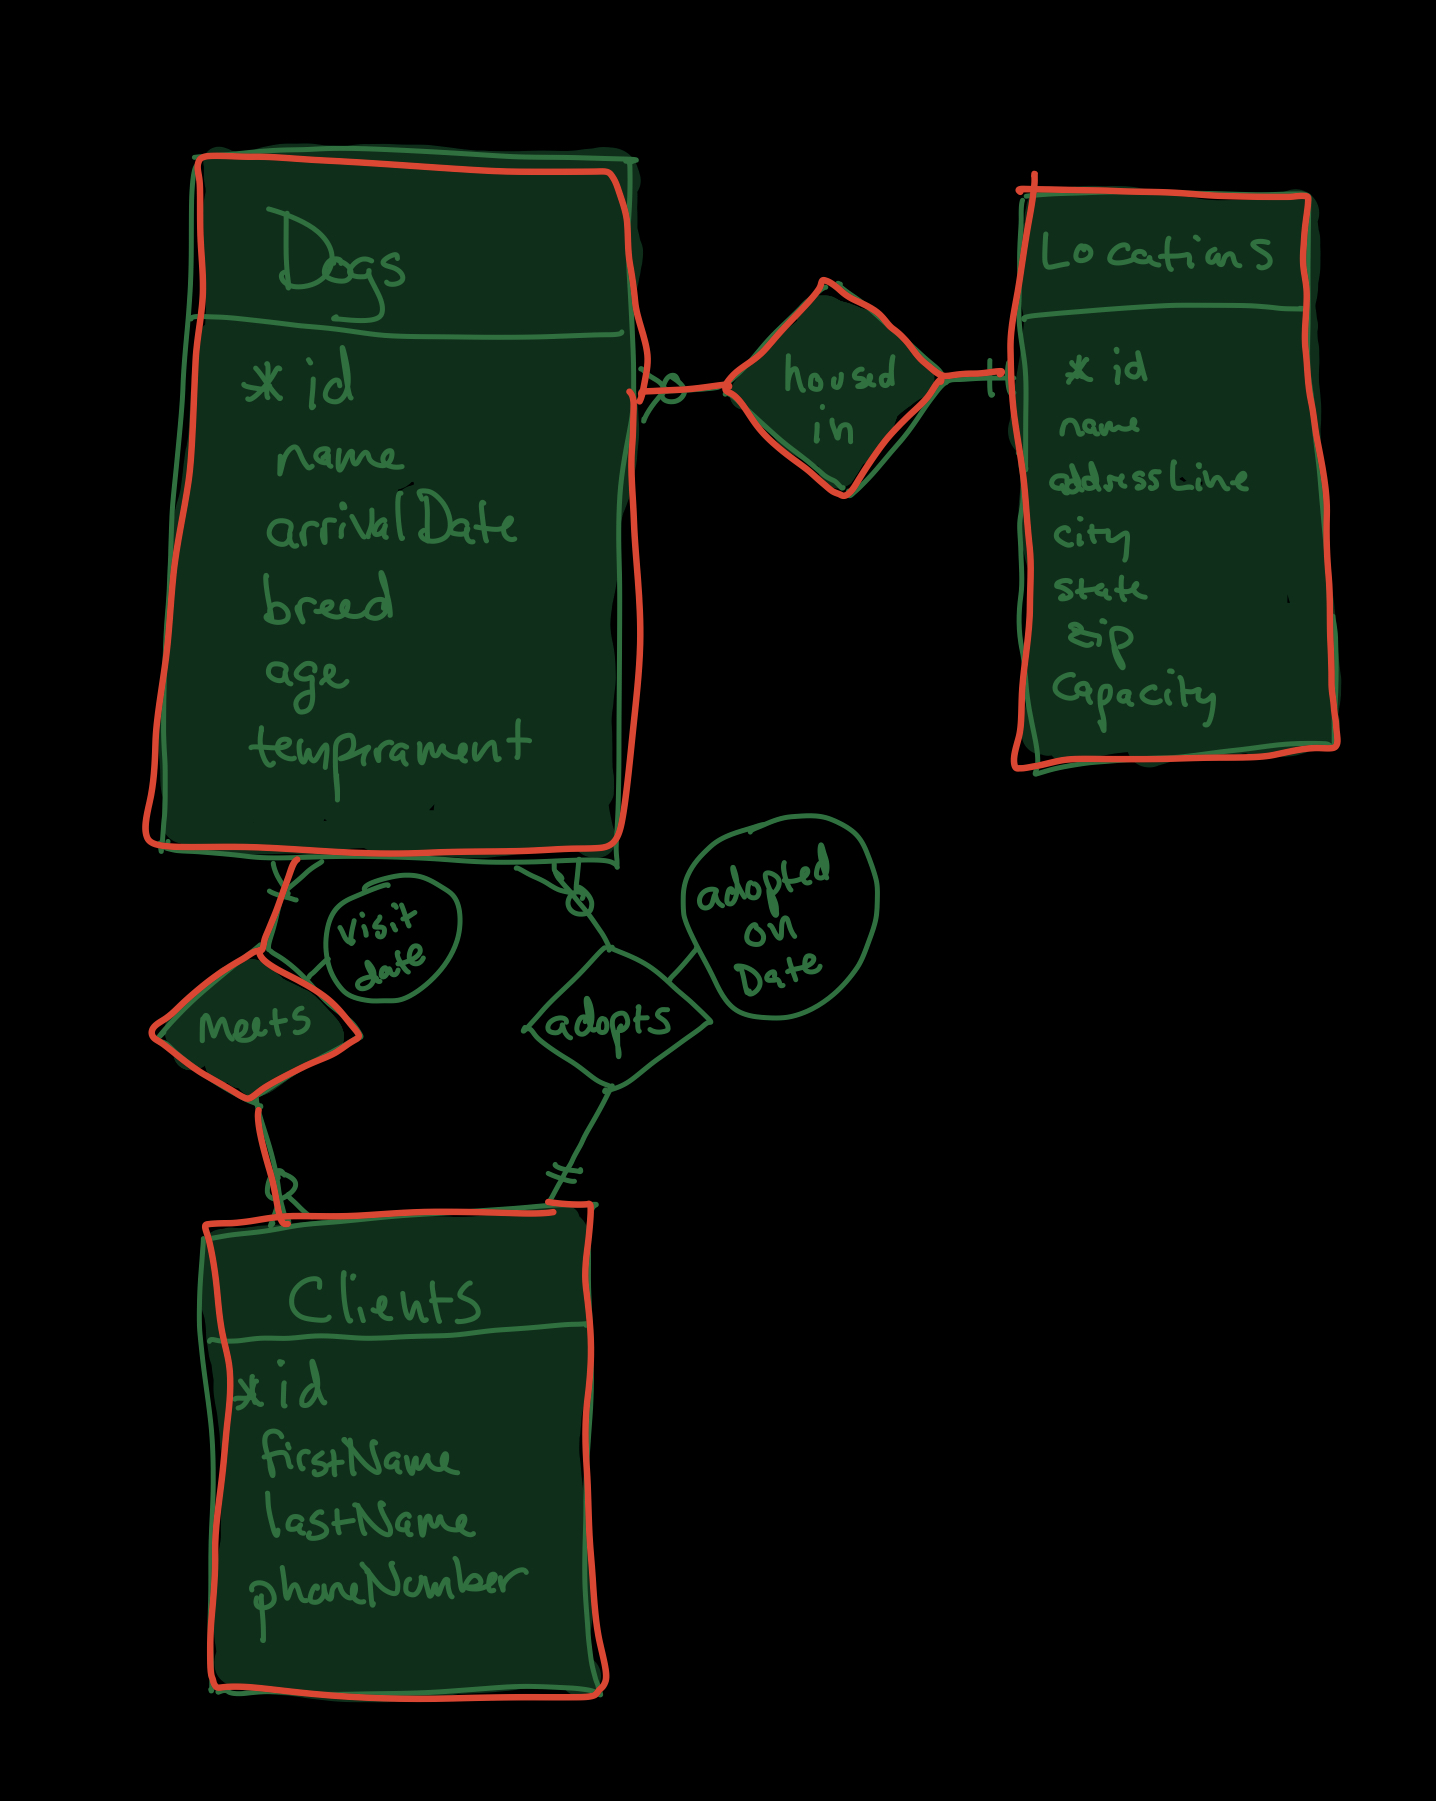 Dogs
* id
name
arrivalDate
breed
age
temprament
housed
in
Locations
* id
name
addressLine
city
state
zip
Capacity
visit
date
Meets
adopted
on
Date
adopts
Clients
* id
firstName
lastName
phoneNumber